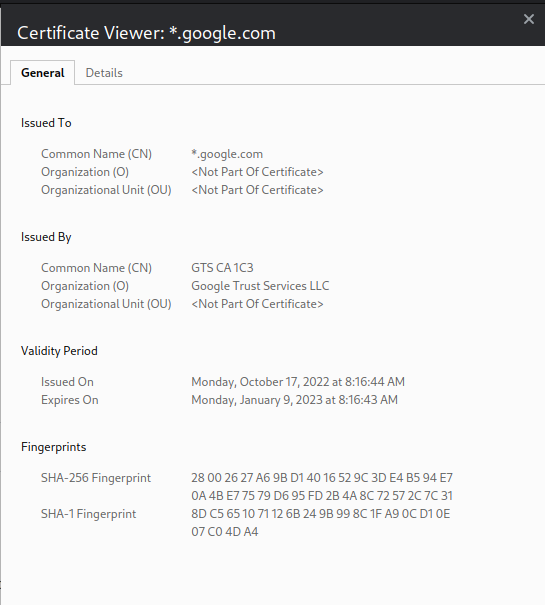 Certificate Viewer: *.google.com
General Details
Issued To
Common Name (CN) *.google.com
Organization (O) <Not Part Of Certificate>
Organizational Unit (OU) <Not Part Of Certificate>
Issued By
Common Name (CN) GTS CA 1C3
Organization (O) Google Trust Services LLC
Organizational Unit (OU) <Not Part Of Certificate>
Validity Period
Issued On Monday, October 17, 2022 at 8:16:44 AM
Expires On Monday, January 9, 2023 at 8:16:43 AM
Fingerprints
SHA-256 Fingerprint 28 00 26 27 A6 9B D1 40 16 52 9C 3D E4 B5 94 E7
0A 4B E7 75 79 D6 95 FD 2B 4A 8C 72 57 2C 7C 31
SHA-1 Fingerprint 8D C5 65 10 71 12 6B 24 9B 99 8C 1F A9 0C D1 0E
07 C0 4D A4